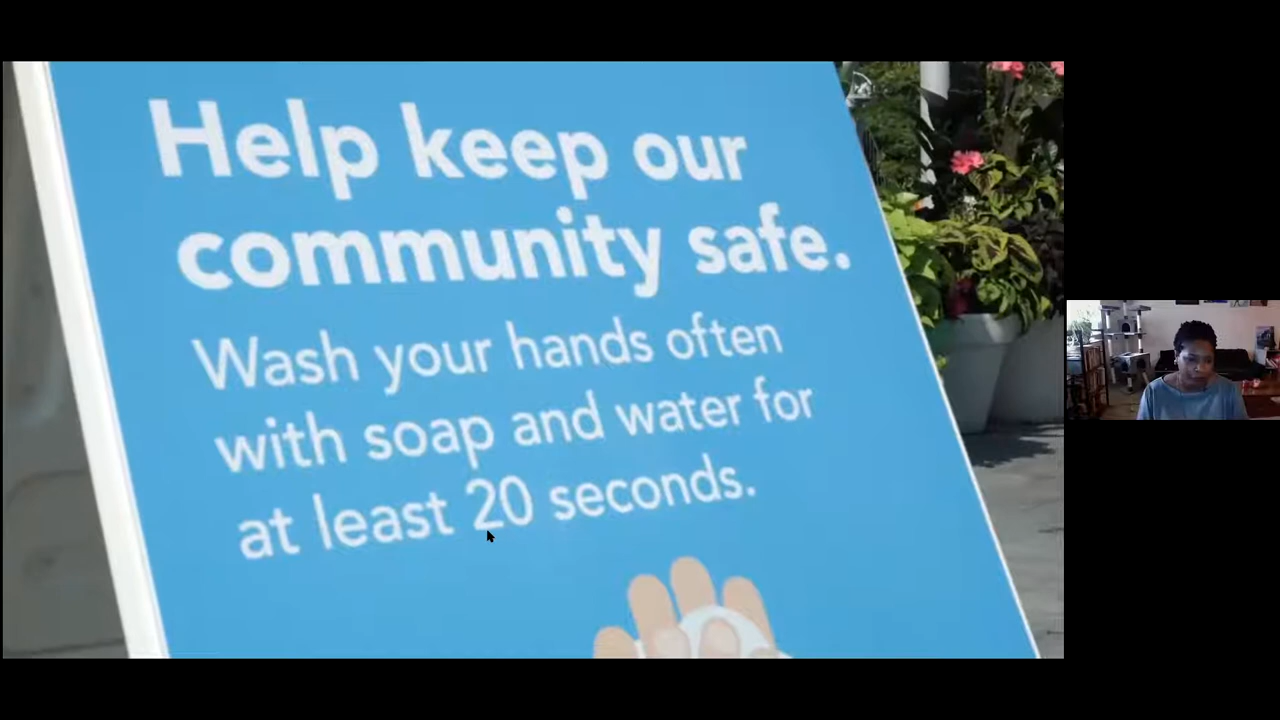 Help keep our
community safe.
Wash your hands often
with soap and water for
at least 20 seconds.